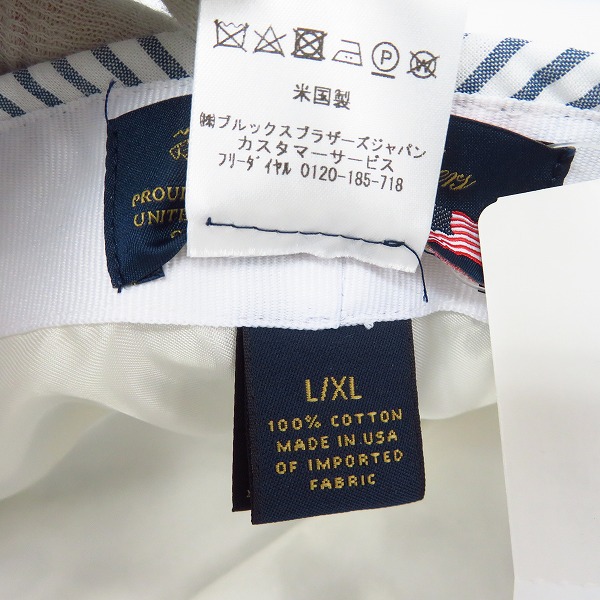 米国製
㈱ブルックスブラザーズジャパン
カスタマーサービス
フリーダイヤル 0120-185-718
UNITE
L/XL
100% COTTON
MADE IN USA
OF IMPORTED
FABRIC